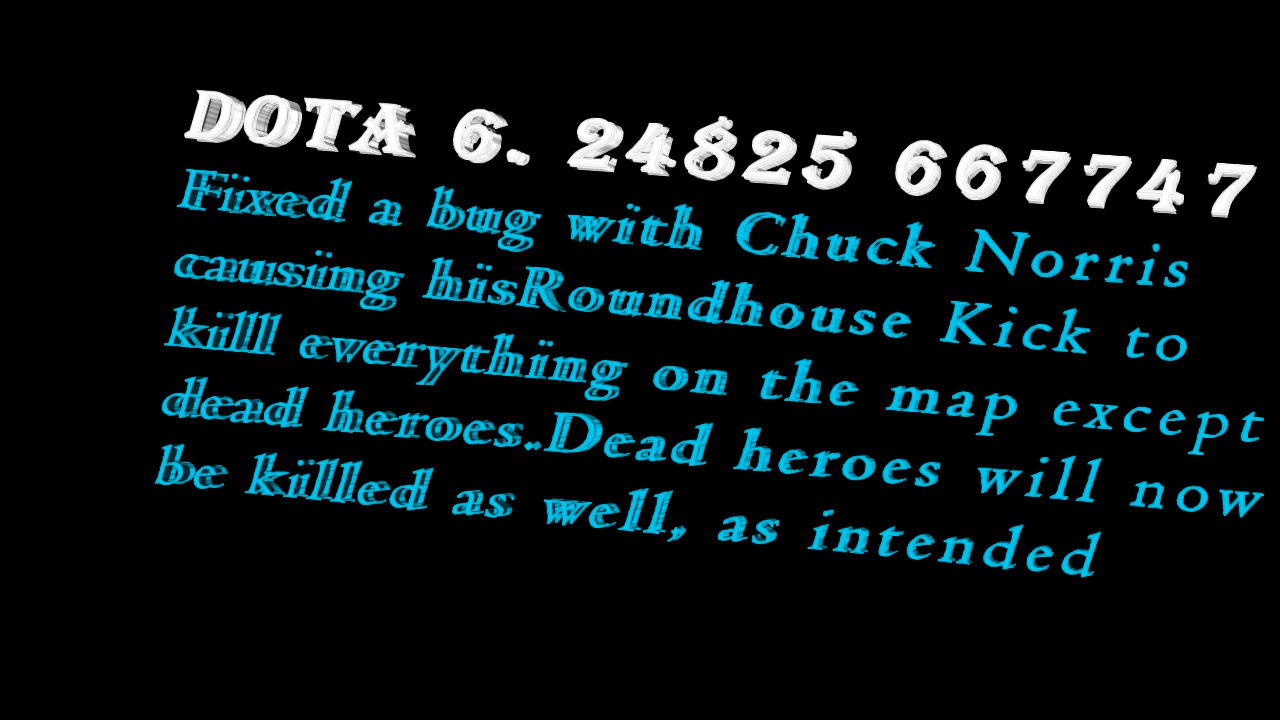 DOTA 6. 24825 667747
Fixed a bug with Chuck Norris
causing hisRoundhouse Kick to
kill everything on the map except
dead heroes..Dead heroes will now
be killed as well, as intended